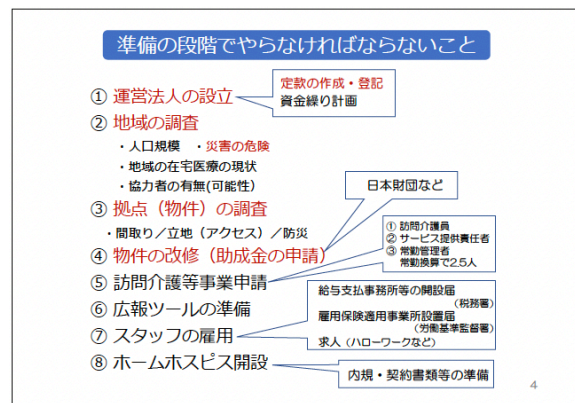 準備の段階でやらなければならないこと
① 運営法人の設立
定款の作成・登記
資金繰り計画
② 地域の調査
・人口規模 ・災害の危険
・地域の在宅医療の現状
・協力者の有無(可能性)
日本財団など
③ 拠点（物件）の調査
・間取り／立地（アクセス）／防災
④ 物件の改修（助成金の申請）
① 訪問介護員
② サービス提供責任者
③ 常勤管理者
常勤換算で2.5人
⑤ 訪問介護等事業申請
⑥ 広報ツールの準備
⑦ スタッフの雇用
給与支払事務所等の開設届
（税務署）
雇用保険適用事業所設置届
（労働基準監督署）
求人（ハローワークなど）
⑧ ホームホスピス開設
内規・契約書類等の準備
4